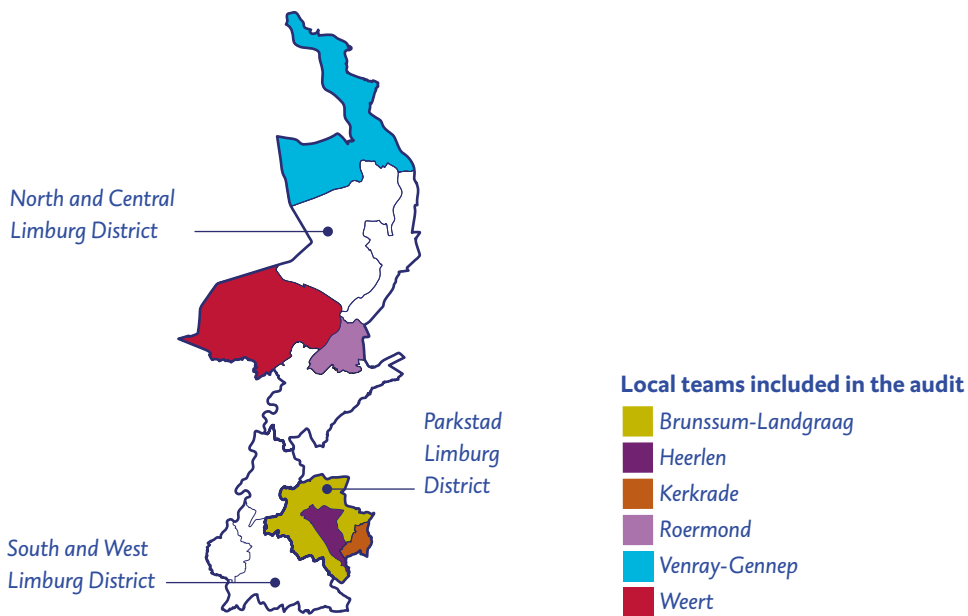 North and Central
Limburg District
Parkstad
Limburg
District
South and West
Limburg District
Local teams included in the audit
Brunssum-Landgraag
Heerlen
Kerkrade
Roermond
Venray-Gennep
Weert